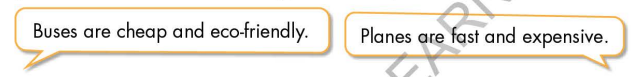 Buses are cheap and eco-friendly.
Planes are fast and expensive.